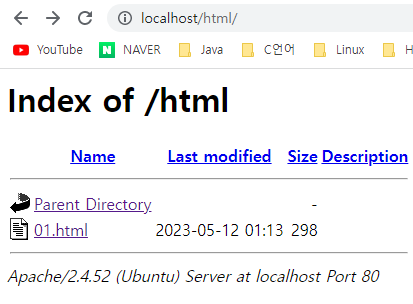 localhost/html/
YouTube NAVER Java C언어 Linux H
Index of /html
Name Last modified Size Description
Parent Directory -
01.html 2023-05-12 01:13 298
Apache/2.4.52 (Ubuntu) Server at localhost Port 80